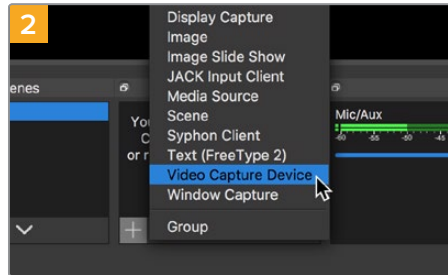 2
Display Capture
Image
Image Slide Show
JACK Input Client
Media Source
Scene
Syphon Client
Text (FreeType 2)
Video Capture Device
Window Capture
Group
enes
You
C
or r
Mic/Aux
-60 -55 -50 -45